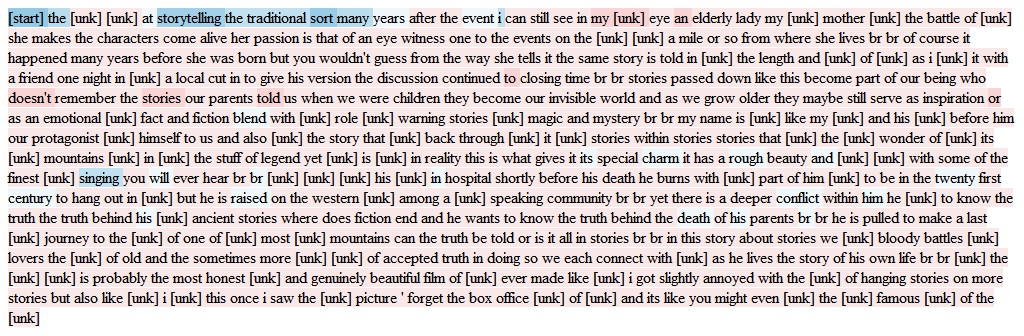 [start] the [unk] [unk] at storytelling the traditional sort many years after the event i can still see in my [unk] eye an elderly lady my [unk] mother [unk] the battle of [unk]
she makes the characters come alive her passion is that of an eye witness one to the events on the [unk] [unk] a mile or so from where she lives br br of course it
happened many years before she was born but you wouldn't guess from the way she tells it the same story is told in [unk] the length and [unk] of [unk] as i [unk] it with
a friend one night in [unk] a local cut in to give his version the discussion continued to closing time br br stories passed down like this become part of our being who
doesn't remember the stories our parents told us when we were children they become our invisible world and as we grow older they maybe still serve as inspiration or
as an emotional [unk] fact and fiction blend with [unk] role [unk] warning stories [unk] magic and mystery br br my name is [unk] like my [unk] and his [unk] before him
our protagonist [unk] himself to us and also [unk] the story that [unk] back through [unk] it [unk] stories within stories stories that [unk] the [unk] wonder of [unk] its
[unk] mountains [unk] in [unk] the stuff of legend yet [unk] is [unk] in reality this is what gives it its special charm it has a rough beauty and [unk] [unk] with some of the
finest [unk] singing you will ever hear br br [unk] [unk] [unk] his [unk] in hospital shortly before his death he burns with [unk] part of him [unk] to be in the twenty first
century to hang out in [unk] but he is raised on the western [unk] among a [unk] speaking community br br yet there is a deeper conflict within him he [unk] to know the
truth the truth behind his [unk] ancient stories where does fiction end and he wants to know the truth behind the death of his parents br br he is pulled to make a last
[unk] journey to the [unk] of one of [unk] most [unk] mountains can the truth be told or is it all in stories br br in this story about stories we [unk] bloody battles [unk]
lovers the [unk] of old and the sometimes more [unk] [unk] of accepted truth in doing so we each connect with [unk] as he lives the story of his own life br br [unk] the
[unk] [unk] is probably the most honest [unk] and genuinely beautiful film of [unk] ever made like [unk] i got slightly annoyed with the [unk] of hanging stories on more
stories but also like [unk] i [unk] this once i saw the [unk] picture ' forget the box office [unk] of [unk] and its like you might even [unk] the [unk] famous [unk] of the
[unk]